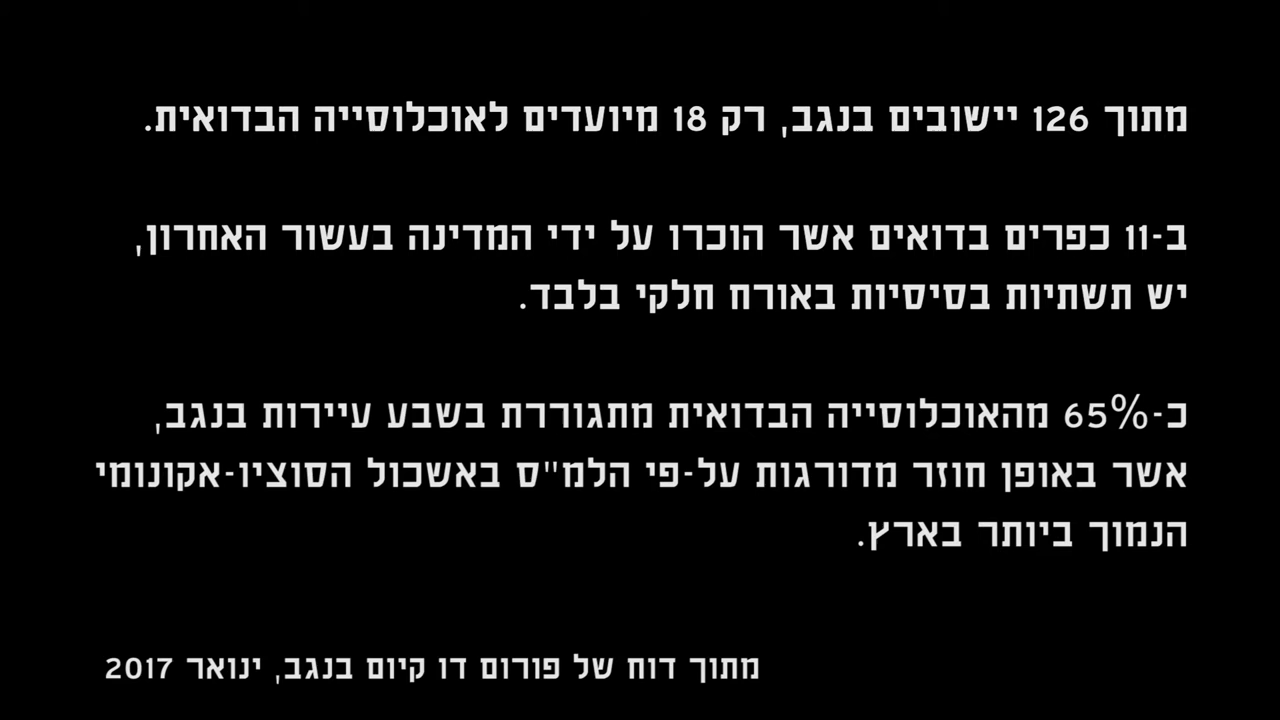 מתוך 126 יישובים בנגב, רק 18 מיועדים לאוכלוסייה הבדואית.
ב-11 כפרים בדואים אשר הוכרו על ידי המדינה בעשור האחרון,
יש תשתיות בסיסיות באורח חלקי בלבד.
כ-65% מהאוכלוסייה הבדואית מתגוררת בשבע עיירות בנגב,
אשר באופן חוזר מדורגות על-פי הלמ"ס באשכול הסוציו-אקונומי
הנמוך ביותר בארץ.
מתוך דוח של פורום דו קיום בנגב, ינואר 2017